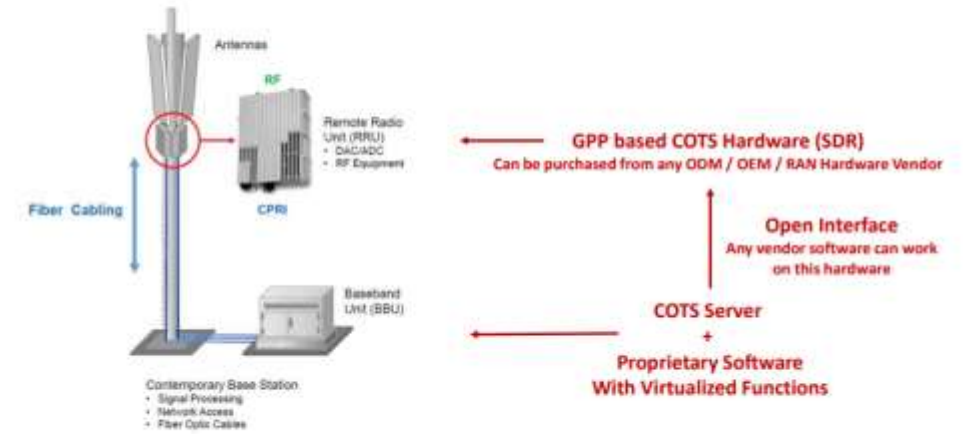 Antennas
RF
Remote Radio
Unit (RRU)
• DAC/ADC
• RF Equipment
CPRI
Fiber Cabling
Baseband
Unit (BBU)
Contemporary Base Station
• Signal Processing
• Network Access
• Fiber Optic Cables
GPP based COTS Hardware (SDR)
Can be purchased from any ODM / OEM / RAN Hardware Vendor
Open Interface
Any vendor software can work
on this hardware
COTS Server
+
Proprietary Software
With Virtualized Functions